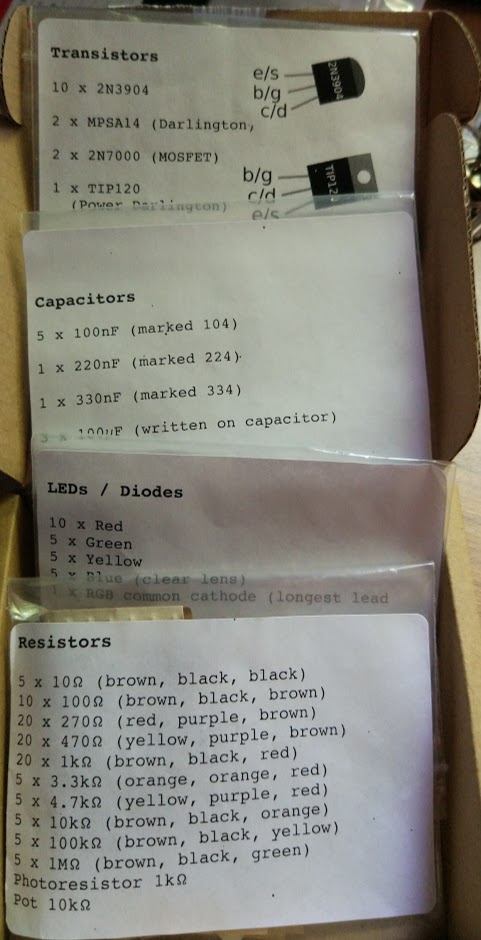 Transistors
10 x 2N3904
2 x MPSA14 (Darlington,
2 x 2N7000 (MOSFET)
1 x TIP120
(Power Darlington)
e/s
b/g
c/d
2N3904
b/g
c/d
e/s
TIP12
Capacitors
5 x 100nF (marked 104)
1 x 220nF (marked 224)
1 x 330nF (marked 334)
3 x 100uF (written on capacitor)
LEDs / Diodes
10 x Red
5 x Green
5 x Yellow
5 x Blue (clear lens)
1 x RGB common cathode (longest lead
Resistors
5 x 10Ω (brown, black, black)
10 x 100Ω (brown, black, brown)
20 x 270Ω (red, purple, brown)
20 x 470Ω (yellow, purple, brown)
20 x 1kΩ (brown, black, red)
5 x 3.3kΩ (orange, orange, red)
5 x 4.7kΩ (yellow, purple, red)
5 x 10kΩ (brown, black, orange)
5 x 100kΩ (brown, black, yellow)
5 x 1MΩ (brown, black, green)
Photoresistor 1kΩ
Pot 10kΩ